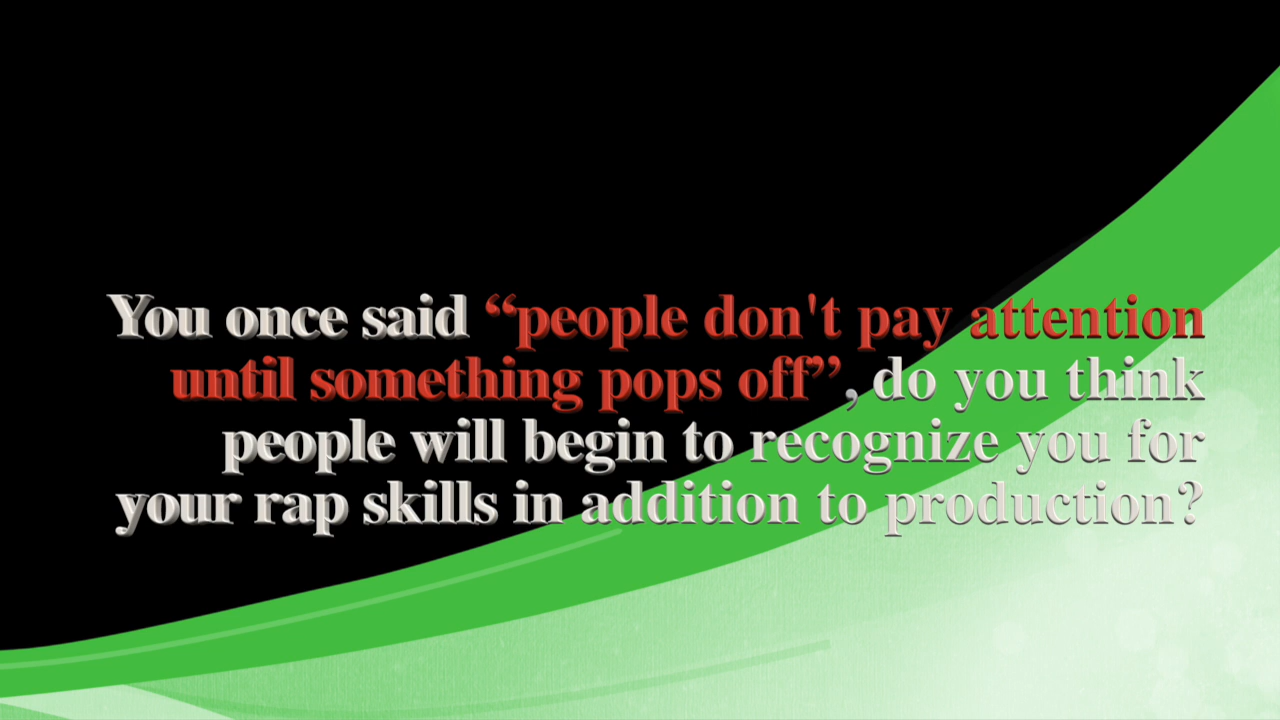 You once said “people don't pay attention
until something pops off”, do you think
people will begin to recognize you for
your rap skills in addition to production?